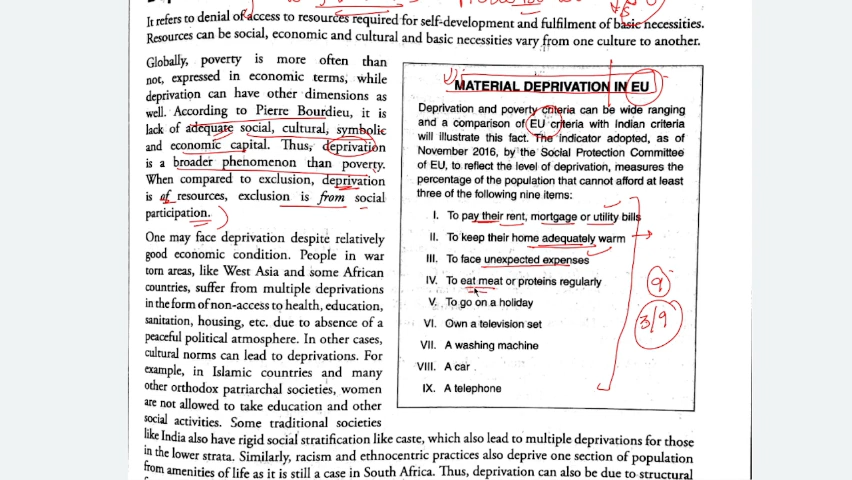 It refers to denial of access to resources required for self-development and fulfilment of basic necessities.
Resources can be social, economic and cultural and basic necessities vary from one culture to another.
Globally, poverty is more often than
not, expressed in economic terms, while
deprivation can have other dimensions as
well. According to Pierre Bourdieu, it is
lack of adequate social, cultural, symbolic
and economic capital. Thus, deprivation
is a broader phenomenon than poverty.
When compared to exclusion, deprivation
is of resources, exclusion is from social
participation.
One may face deprivation despite relatively
good economic condition. People in war
torn areas, like West Asia and some African
countries, suffer from multiple deprivations
in the form of non-access to health, education,
sanitation, housing, etc. due to absence of a
peaceful political atmosphere. In other cases,
cultural norms can lead to deprivations. For
example, in Islamic countries and many
other orthodox patriarchal societies, women
are not allowed to take education and other
social activities. Some traditional societies
like India also have rigid social stratification like caste, which also lead to multiple deprivations for those
in the lower strata. Similarly, racism and ethnocentric practices also deprive one section of population
from amenities of life as it is still a case in South Africa. Thus, deprivation can also be due to structural
MATERIAL DEPRIVATION IN EU
Deprivation and poverty criteria can be wide ranging
and a comparison of EU criteria with Indian criteria
will illustrate this fact. The indicator adopted, as of
November 2016, by the Social Protection Committee
of EU, to reflect the level of deprivation, measures the
percentage of the population that cannot afford at least
three of the following nine items:
I. To pay their rent, mortgage or utility bills
II. To keep their home adequately warm
III. To face unexpected expenses
IV. To eat meat or proteins regularly
V. To go on a holiday
VI. Own a television set
VII. A washing machine
VIII. A car
IX. A telephone
9
3/9